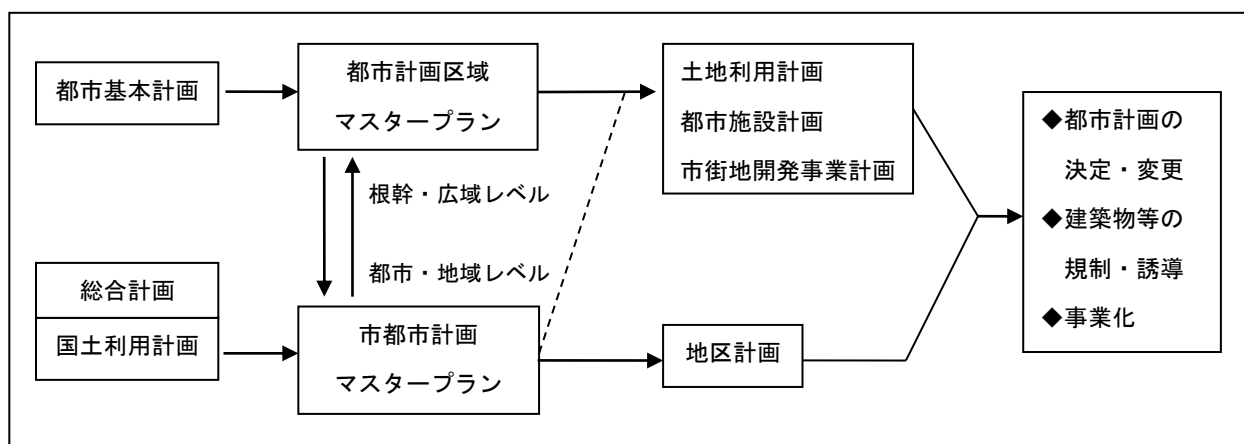 都市基本計画
都市計画区域
マスタープラン
土地利用計画
都市施設計画
市街地開発事業計画
◆都市計画の
決定・変更
◆建築物等の
規制・誘導
◆事業化
根幹・広域レベル
都市・地域レベル
総合計画
国土利用計画
市都市計画
マスタープラン
地区計画